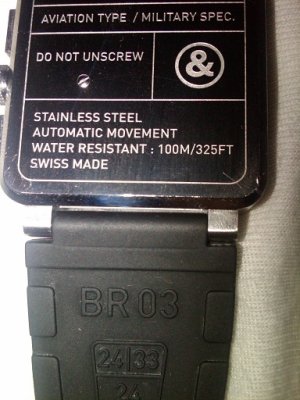 AVIATION TYPE / MILITARY SPEC.
DO NOT UNSCREW
&
STAINLESS STEEL
AUTOMATIC MOVEMENT
WATER RESISTANT : 100M/325FT
SWISS MADE
BR 03
24|33
24